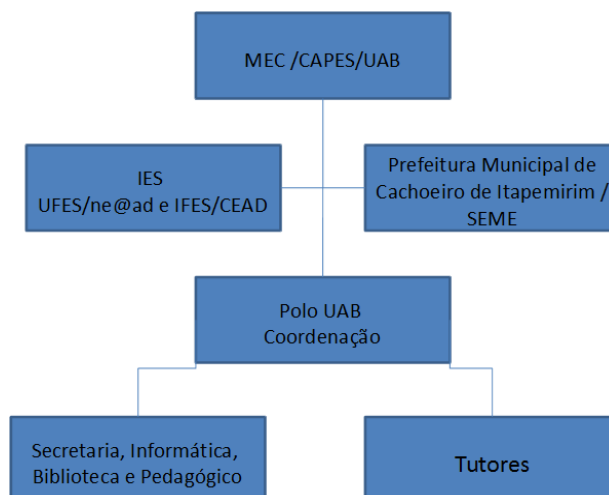 MEC /CAPES/UAB
IES
UFES/ne@ad e IFES/CEAD
Prefeitura Municipal de
Cachoeiro de Itapemirim /
SEME
Polo UAB
Coordenação
Secretaria, Informática,
Biblioteca e Pedagógico
Tutores